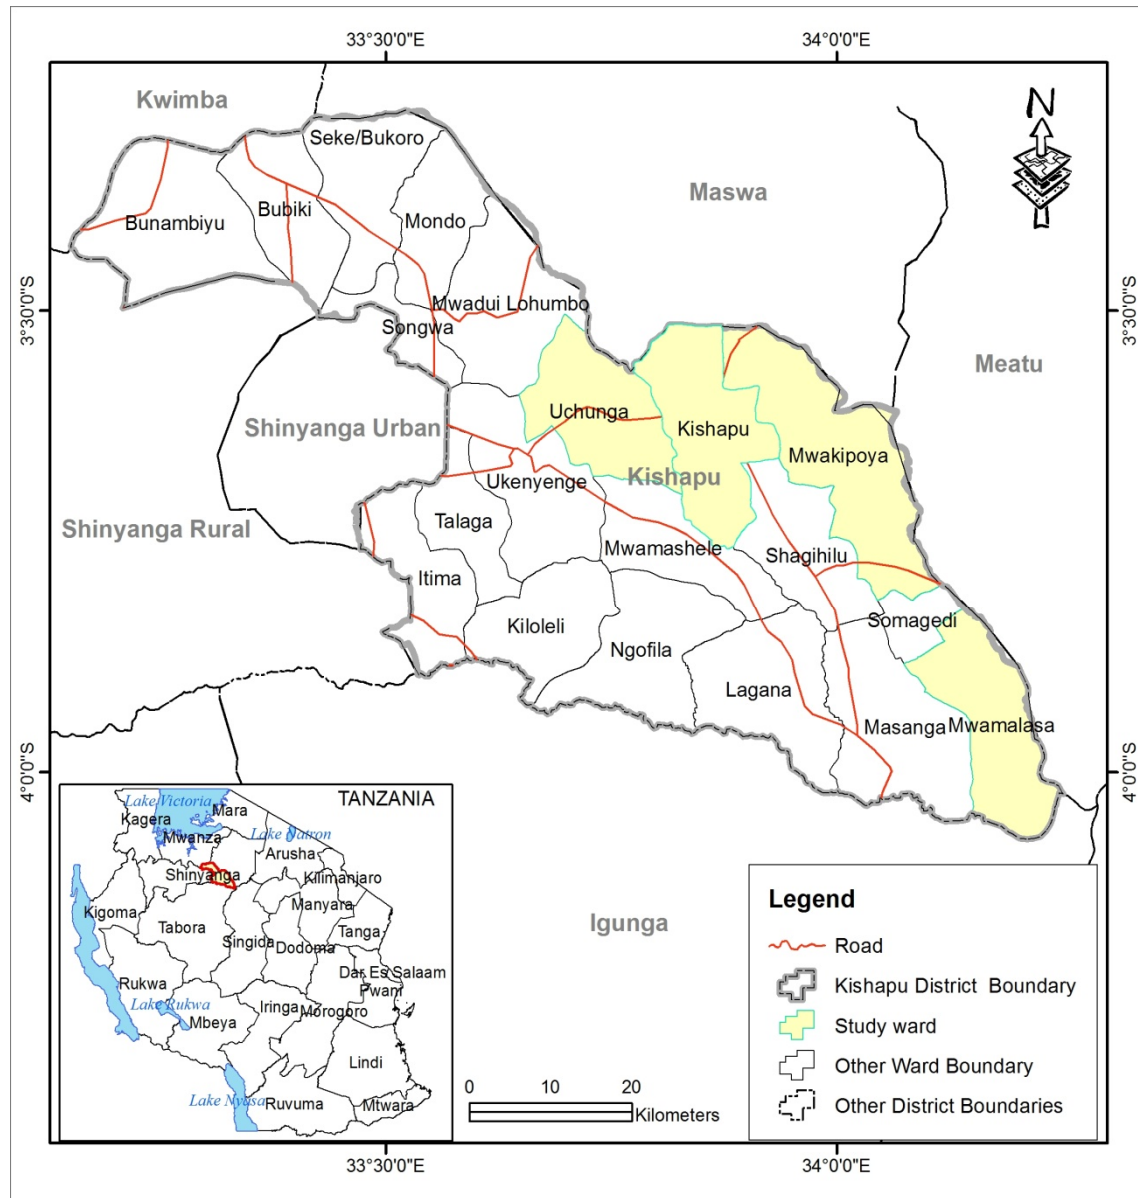 33°30'0"E
34°0'0"E
Kwimba
Seke/Bukoro
N
Maswa
Bunambiyu
Bubiki
Mondo
3°30'0"S
3°30'0"S
Mwadui Lohumbo
Songwa
Meatu
Shinyanga Urban
Uchunga
Kishapu
Mwakipoya
Kishapu
Ukenyenge
Shinyanga Rural
Talaga
Mwamashele
Shagihilu
Itima
Kiloleli
Somagedi
Ngofila
Lagana
Masanga
Mwamalasa
4°0'0"S
4°0'0"S
Igunga
TANZANIA
Lake Victoria
Mara
Kagera
Mwanza
Lake Natron
Arusha
Shinyanga
Kilimanjaro
Kigoma
Manyara
Tabora
Singida
Dodoma
Tanga
Dar Es Salaam
Pwani
Rukwa
Lake Rukwa
Iringa
Morogoro
Mbeya
Lindi
Lake Nyasa
Ruvuma
Mtwara
0 10 20
Kilometers
Legend
Road
Kishapu District Boundary
Study ward
Other Ward Boundary
Other District Boundaries
33°30'0"E
34°0'0"E